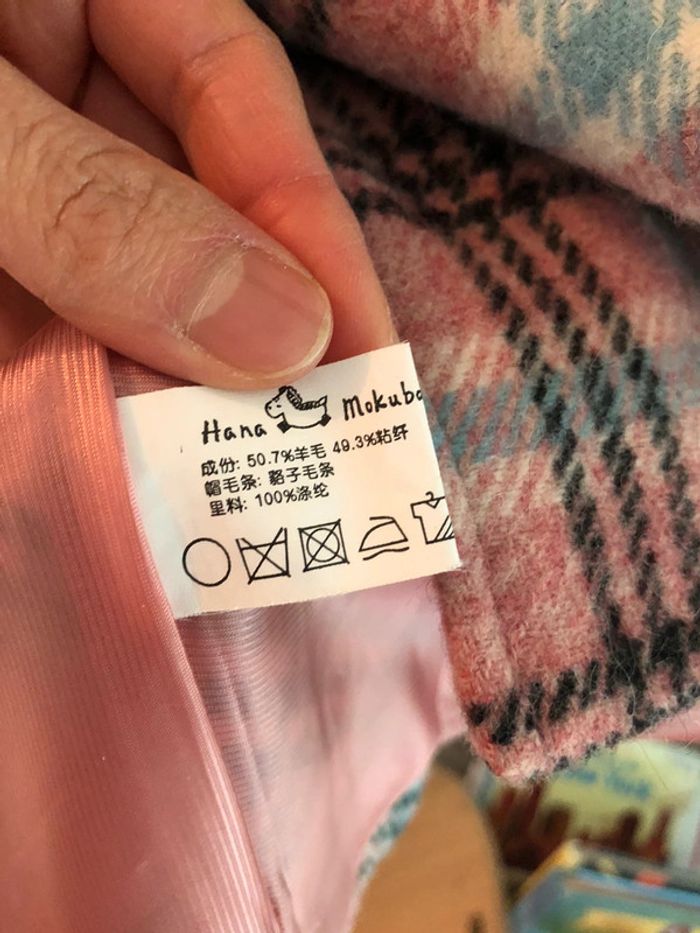 Hana Mokuba
成份: 50.7%羊毛 49.3%粘纤
帽毛条: 貉子毛条
里料: 100%涤纶